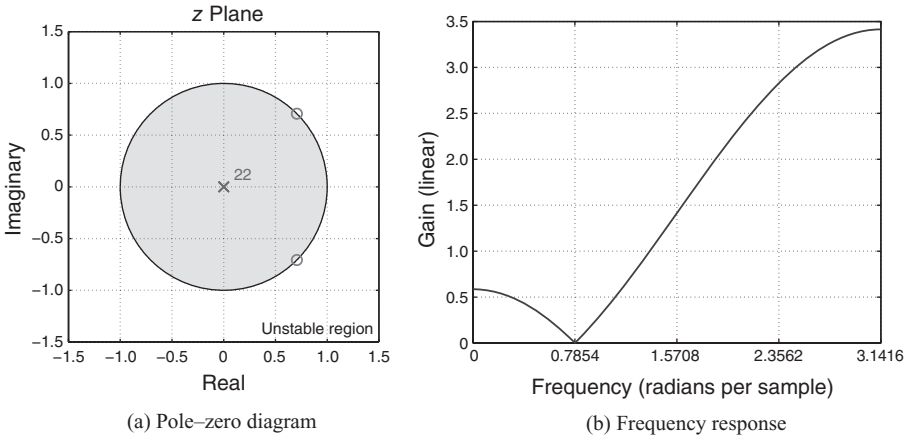 z Plane
1.5
1.0
0.5
0
−0.5
−1.0
−1.5
Imaginary
22
Unstable region
−1.5 −1.0 −0.5 0 0.5 1.0 1.5
Real
(a) Pole–zero diagram
3.5
3.0
2.5
2.0
1.5
1.0
0.5
0
Gain (linear)
0 0.7854 1.5708 2.3562 3.1416
Frequency (radians per sample)
(b) Frequency response